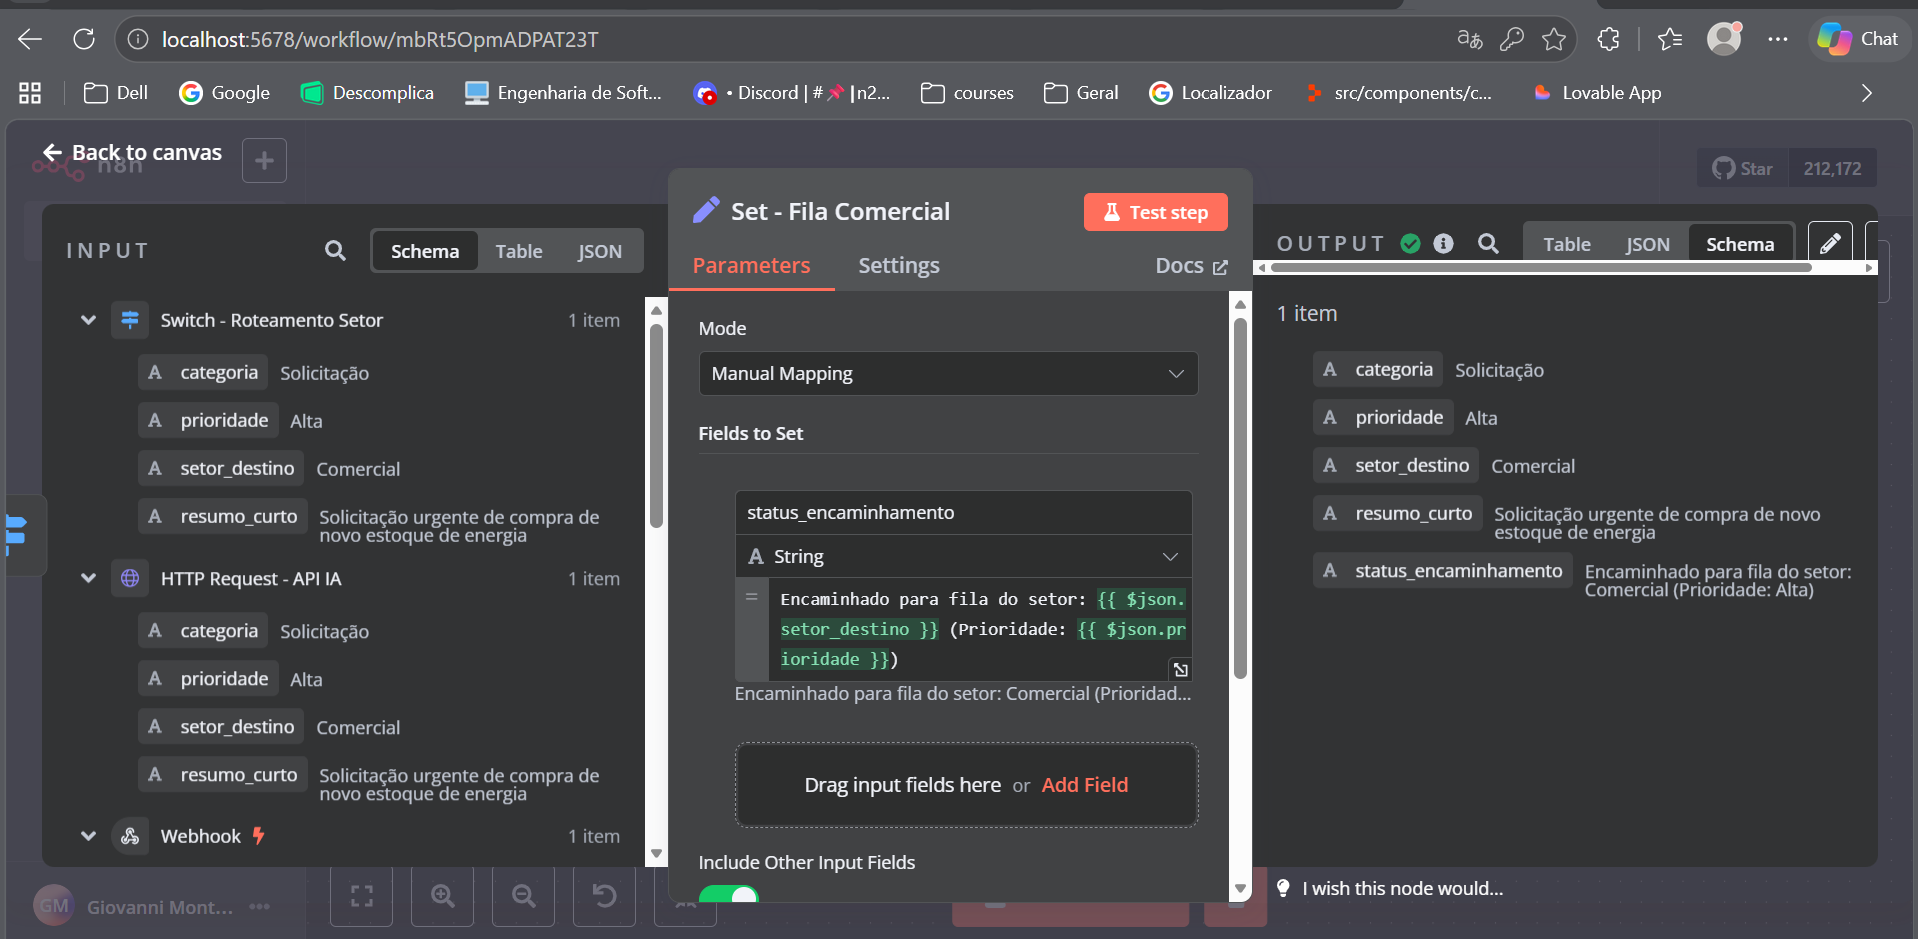 localhost:5678/workflow/mbRt5OpmADPAT23T
Chat
Dell
Google
Descomplica
Engenharia de Soft...
• Discord | #📌|n2...
courses
Geral
Localizador
src/components/c...
Lovable App
Back to canvas
n8n
Star 212,172
INPUT
Schema Table JSON
Switch - Roteamento Setor 1 item
A categoria Solicitação
A prioridade Alta
A setor_destino Comercial
A resumo_curto Solicitação urgente de compra de
novo estoque de energia
HTTP Request - API IA 1 item
A categoria Solicitação
A prioridade Alta
A setor_destino Comercial
A resumo_curto Solicitação urgente de compra de
novo estoque de energia
Webhook 1 item
GM Giovanni Mont...
Set - Fila Comercial
Test step
Parameters Settings Docs
Mode
Manual Mapping
Fields to Set
status_encaminhamento
A String
= Encaminhado para fila do setor: {{ $json.
setor_destino }} (Prioridade: {{ $json.pr
ioridade }})
Encaminhado para fila do setor: Comercial (Prioridad...
Drag input fields here or Add Field
Include Other Input Fields
OUTPUT
Table JSON Schema
1 item
A categoria Solicitação
A prioridade Alta
A setor_destino Comercial
A resumo_curto Solicitação urgente de compra de novo
estoque de energia
A status_encaminhamento Encaminhado para fila do setor:
Comercial (Prioridade: Alta)
I wish this node would...